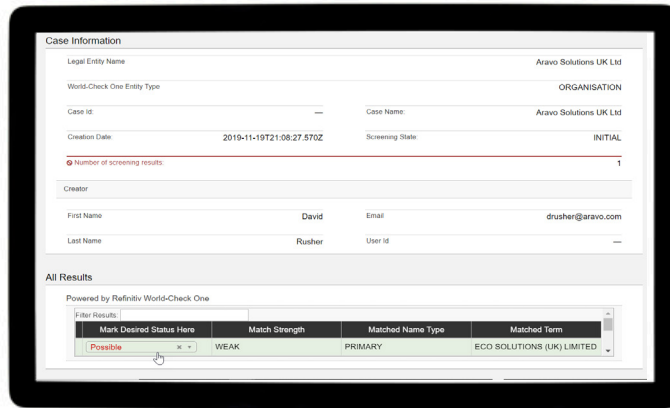 Case Information
Legal Entity Name Aravo Solutions UK Ltd
World-Check One Entity Type ORGANISATION
Case Id: — Case Name: Aravo Solutions UK Ltd
Creation Date: 2019-11-19T21:08:27.570Z Screening State: INITIAL
Number of screening results: 1
Creator
First Name David Email drusher@aravo.com
Last Name Rusher User Id —
All Results
Powered by Refinitiv World-Check One
Filter Results:
Mark Desired Status Here Match Strength Matched Name Type Matched Term
Possible WEAK PRIMARY ECO SOLUTIONS (UK) LIMITED